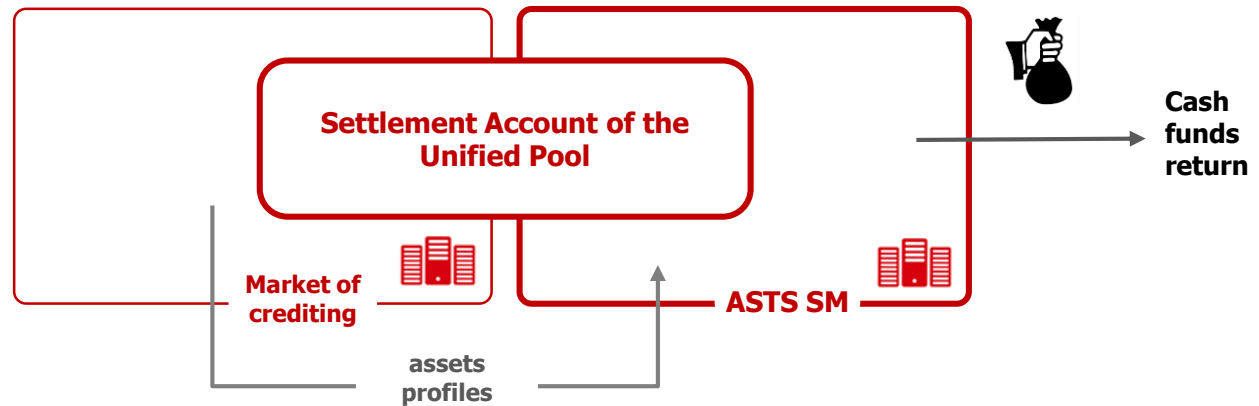 Settlement Account of the
Unified Pool
Cash
funds
return
Market of
crediting
ASTS SM
assets
profiles